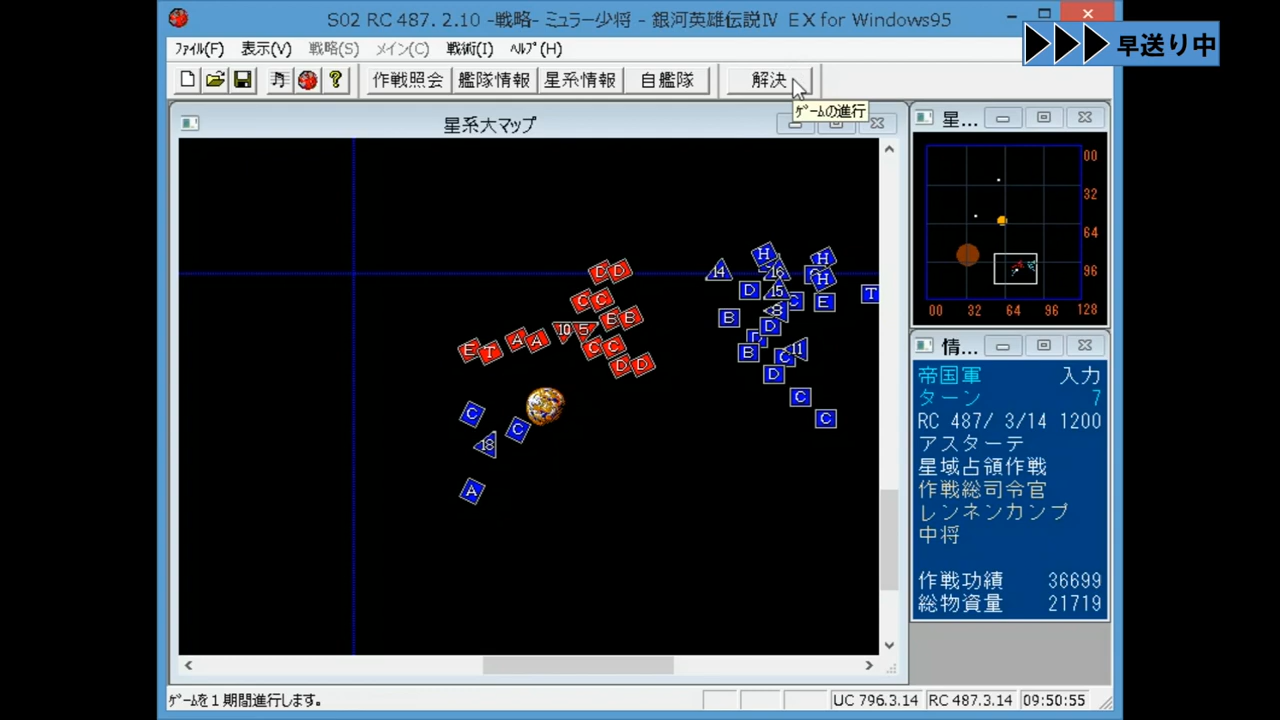 S02 RC 487. 2.10 -戦略- ミュラー少将 - 銀河英雄伝説Ⅳ ＥＸ for Windows95
早送り中
ﾌｧｲﾙ(F) 表示(V) 戦略(S) メイン(C) 戦術(I) ﾍﾙﾌﾟ(H)
作戦照会 艦隊情報 星系情報 自艦隊 解決
ｹﾞｰﾑの進行
星系大マップ
星...
00
32
64
96
00 32 64 96 128
D D
C C
B B
10 5
A A
E T
C C
D D
H H
14 16 H
D 15 C E T
B 8
D
B C 11
D
C
C
C
C
18
A
情...
帝国軍 入力
ターン 7
RC 487/ 3/14 1200
アスターテ
星域占領作戦
作戦総司令官
レンネンカンプ
中将
作戦功績 36699
総物資量 21719
ｹﾞｰﾑを１期間進行します。
UC 796.3.14 RC 487.3.14 09:50:55